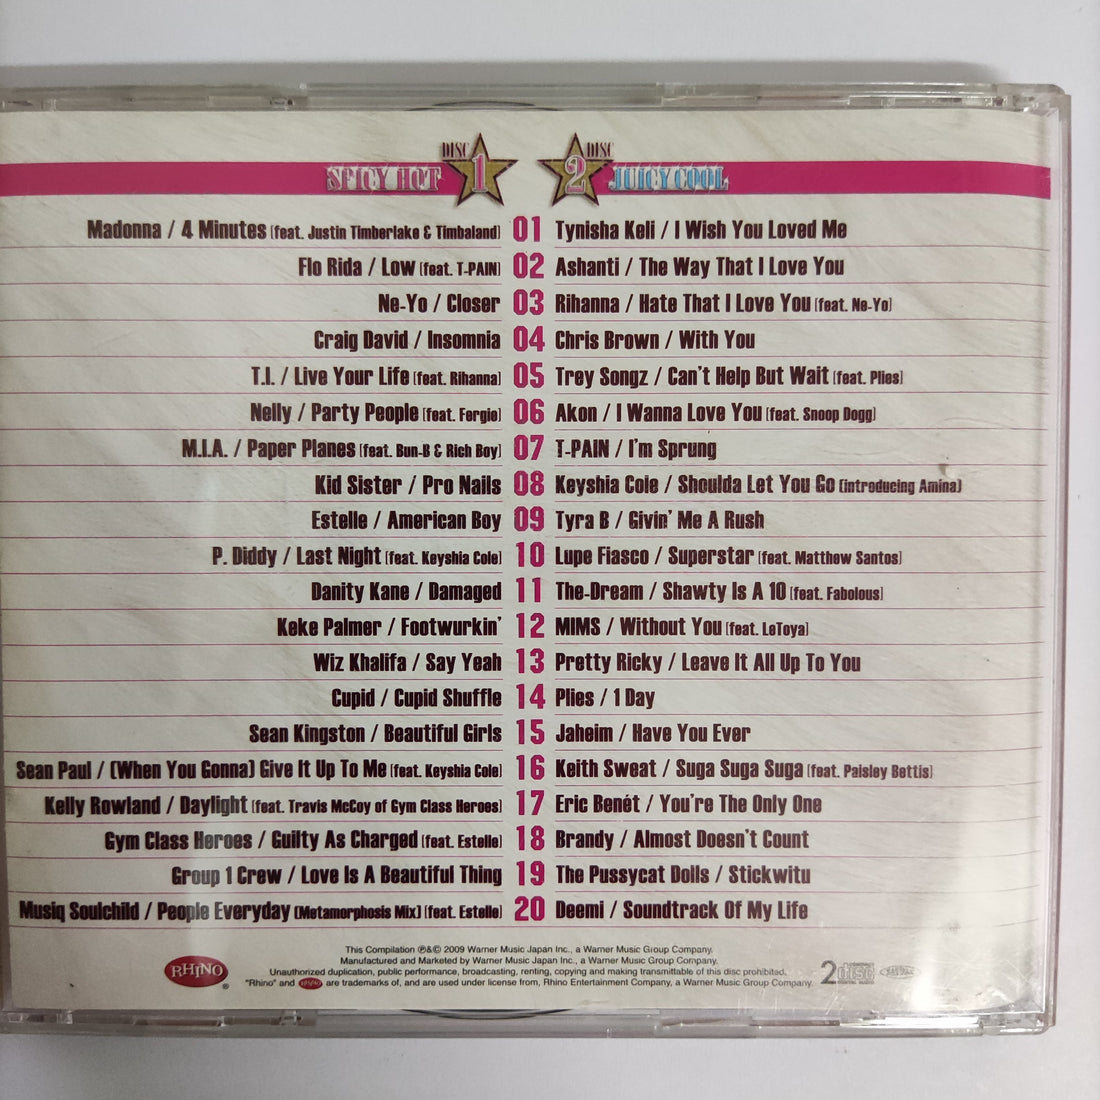 DISC 1 DISC 2
SPICY HOT JUICY COOL
Madonna / 4 Minutes (feat. Justin Timberlake & Timbaland) 01 Tynisha Keli / I Wish You Loved Me
Flo Rida / Low (feat. T-PAIN) 02 Ashanti / The Way That I Love You
Ne-Yo / Closer 03 Rihanna / Hate That I Love You (feat. Ne-Yo)
Craig David / Insomnia 04 Chris Brown / With You
T.I. / Live Your Life (feat. Rihanna) 05 Trey Songz / Can't Help But Wait (feat. Plies)
Nelly / Party People (feat. Fergie) 06 Akon / I Wanna Love You (feat. Snoop Dogg)
M.I.A. / Paper Planes (feat. Bun-B & Rich Boy) 07 T-PAIN / I'm Sprung
Kid Sister / Pro Nails 08 Keyshia Cole / Shoulda Let You Go (introducing Amina)
Estelle / American Boy 09 Tyra B / Givin' Me A Rush
P. Diddy / Last Night (feat. Keyshia Cole) 10 Lupe Fiasco / Superstar (feat. Matthew Santos)
Danity Kane / Damaged 11 The-Dream / Shawty Is A 10 (feat. Fabolous)
Keke Palmer / Footwurkin' 12 MIMS / Without You (feat. LeToya)
Wiz Khalifa / Say Yeah 13 Pretty Ricky / Leave It All Up To You
Cupid / Cupid Shuffle 14 Plies / 1 Day
Sean Kingston / Beautiful Girls 15 Jaheim / Have You Ever
Sean Paul / (When You Gonna) Give It Up To Me (feat. Keyshia Cole) 16 Keith Sweat / Suga Suga Suga (feat. Paisley Bettis)
Kelly Rowland / Daylight (feat. Travis McCoy of Gym Class Heroes) 17 Eric Benét / You're The Only One
Gym Class Heroes / Guilty As Charged (feat. Estelle) 18 Brandy / Almost Doesn't Count
Group 1 Crew / Love Is A Beautiful Thing 19 The Pussycat Dolls / Stickwitu
Musiq Soulchild / People Everyday (Metamorphosis Mix) (feat. Estelle) 20 Deemi / Soundtrack Of My Life
This Compilation ℗&© 2009 Warner Music Japan Inc., a Warner Music Group Company.
Manufactured and Marketed by Warner Music Japan Inc., a Warner Music Group Company.
Unauthorized duplication, public performance, broadcasting, renting, copying and making transmittable of this disc prohibited.
"Rhino" and RHINO are trademarks of, and are used under license from, Rhino Entertainment Company, a Warner Music Group Company.
RHINO ®
2 disc